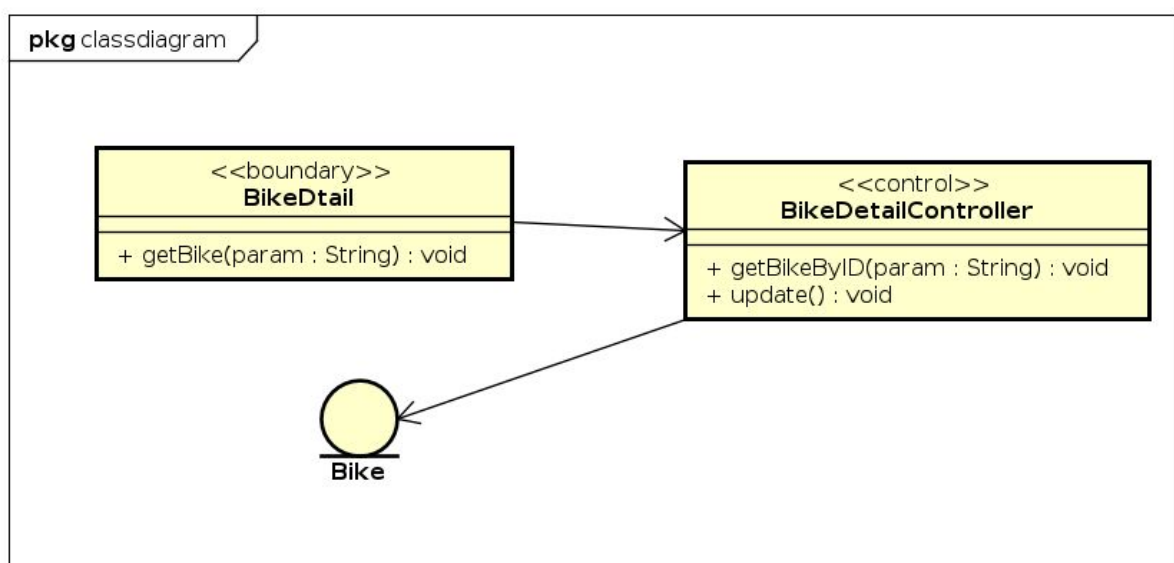 pkg classdiagram
<<boundary>>
BikeDtail
+ getBike(param : String) : void
<<control>>
BikeDetailController
+ getBikeByID(param : String) : void
+ update() : void
Bike